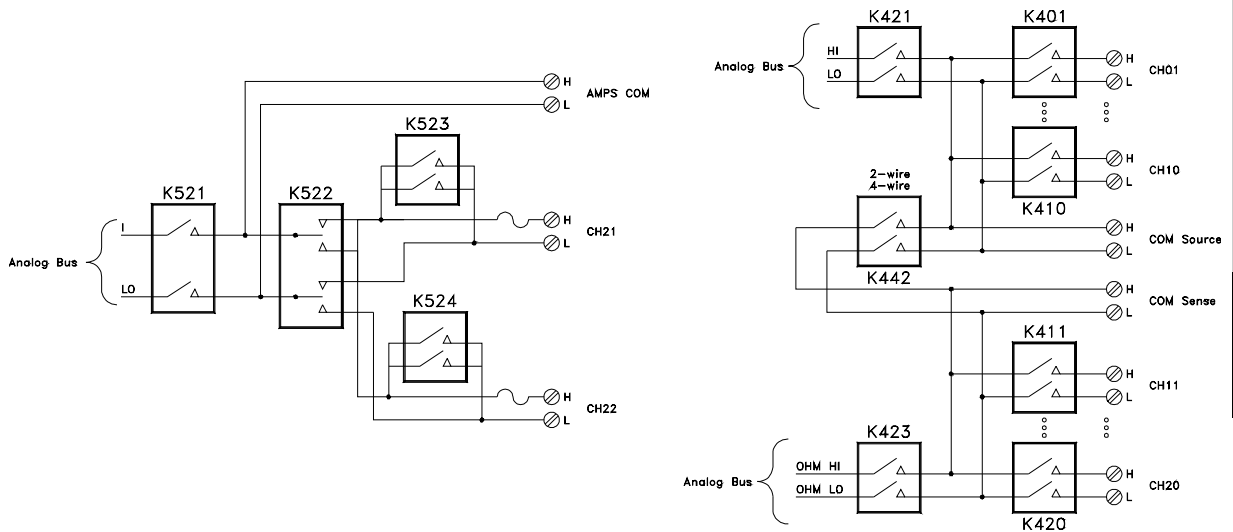 K521
K522
K523
K524
Analog Bus
I
LO
H
L
AMPS COM
H
L
CH21
H
L
CH22
K421
K401
Analog Bus
HI
LO
H
L
CH01
H
L
CH10
K410
2-wire
4-wire
K442
H
L
COM Source
H
L
COM Sense
K411
H
L
CH11
K423
Analog Bus
OHM HI
OHM LO
H
L
CH20
K420